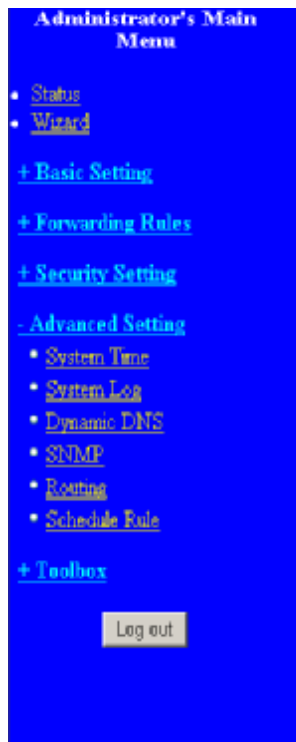 Administrator's Main
Menu
Status
Wizard
+ Basic Setting
+ Forwarding Rules
+ Security Setting
- Advanced Setting
System Time
System Log
Dynamic DNS
SNMP
Routing
Schedule Rule
+ Toolbox
Log out